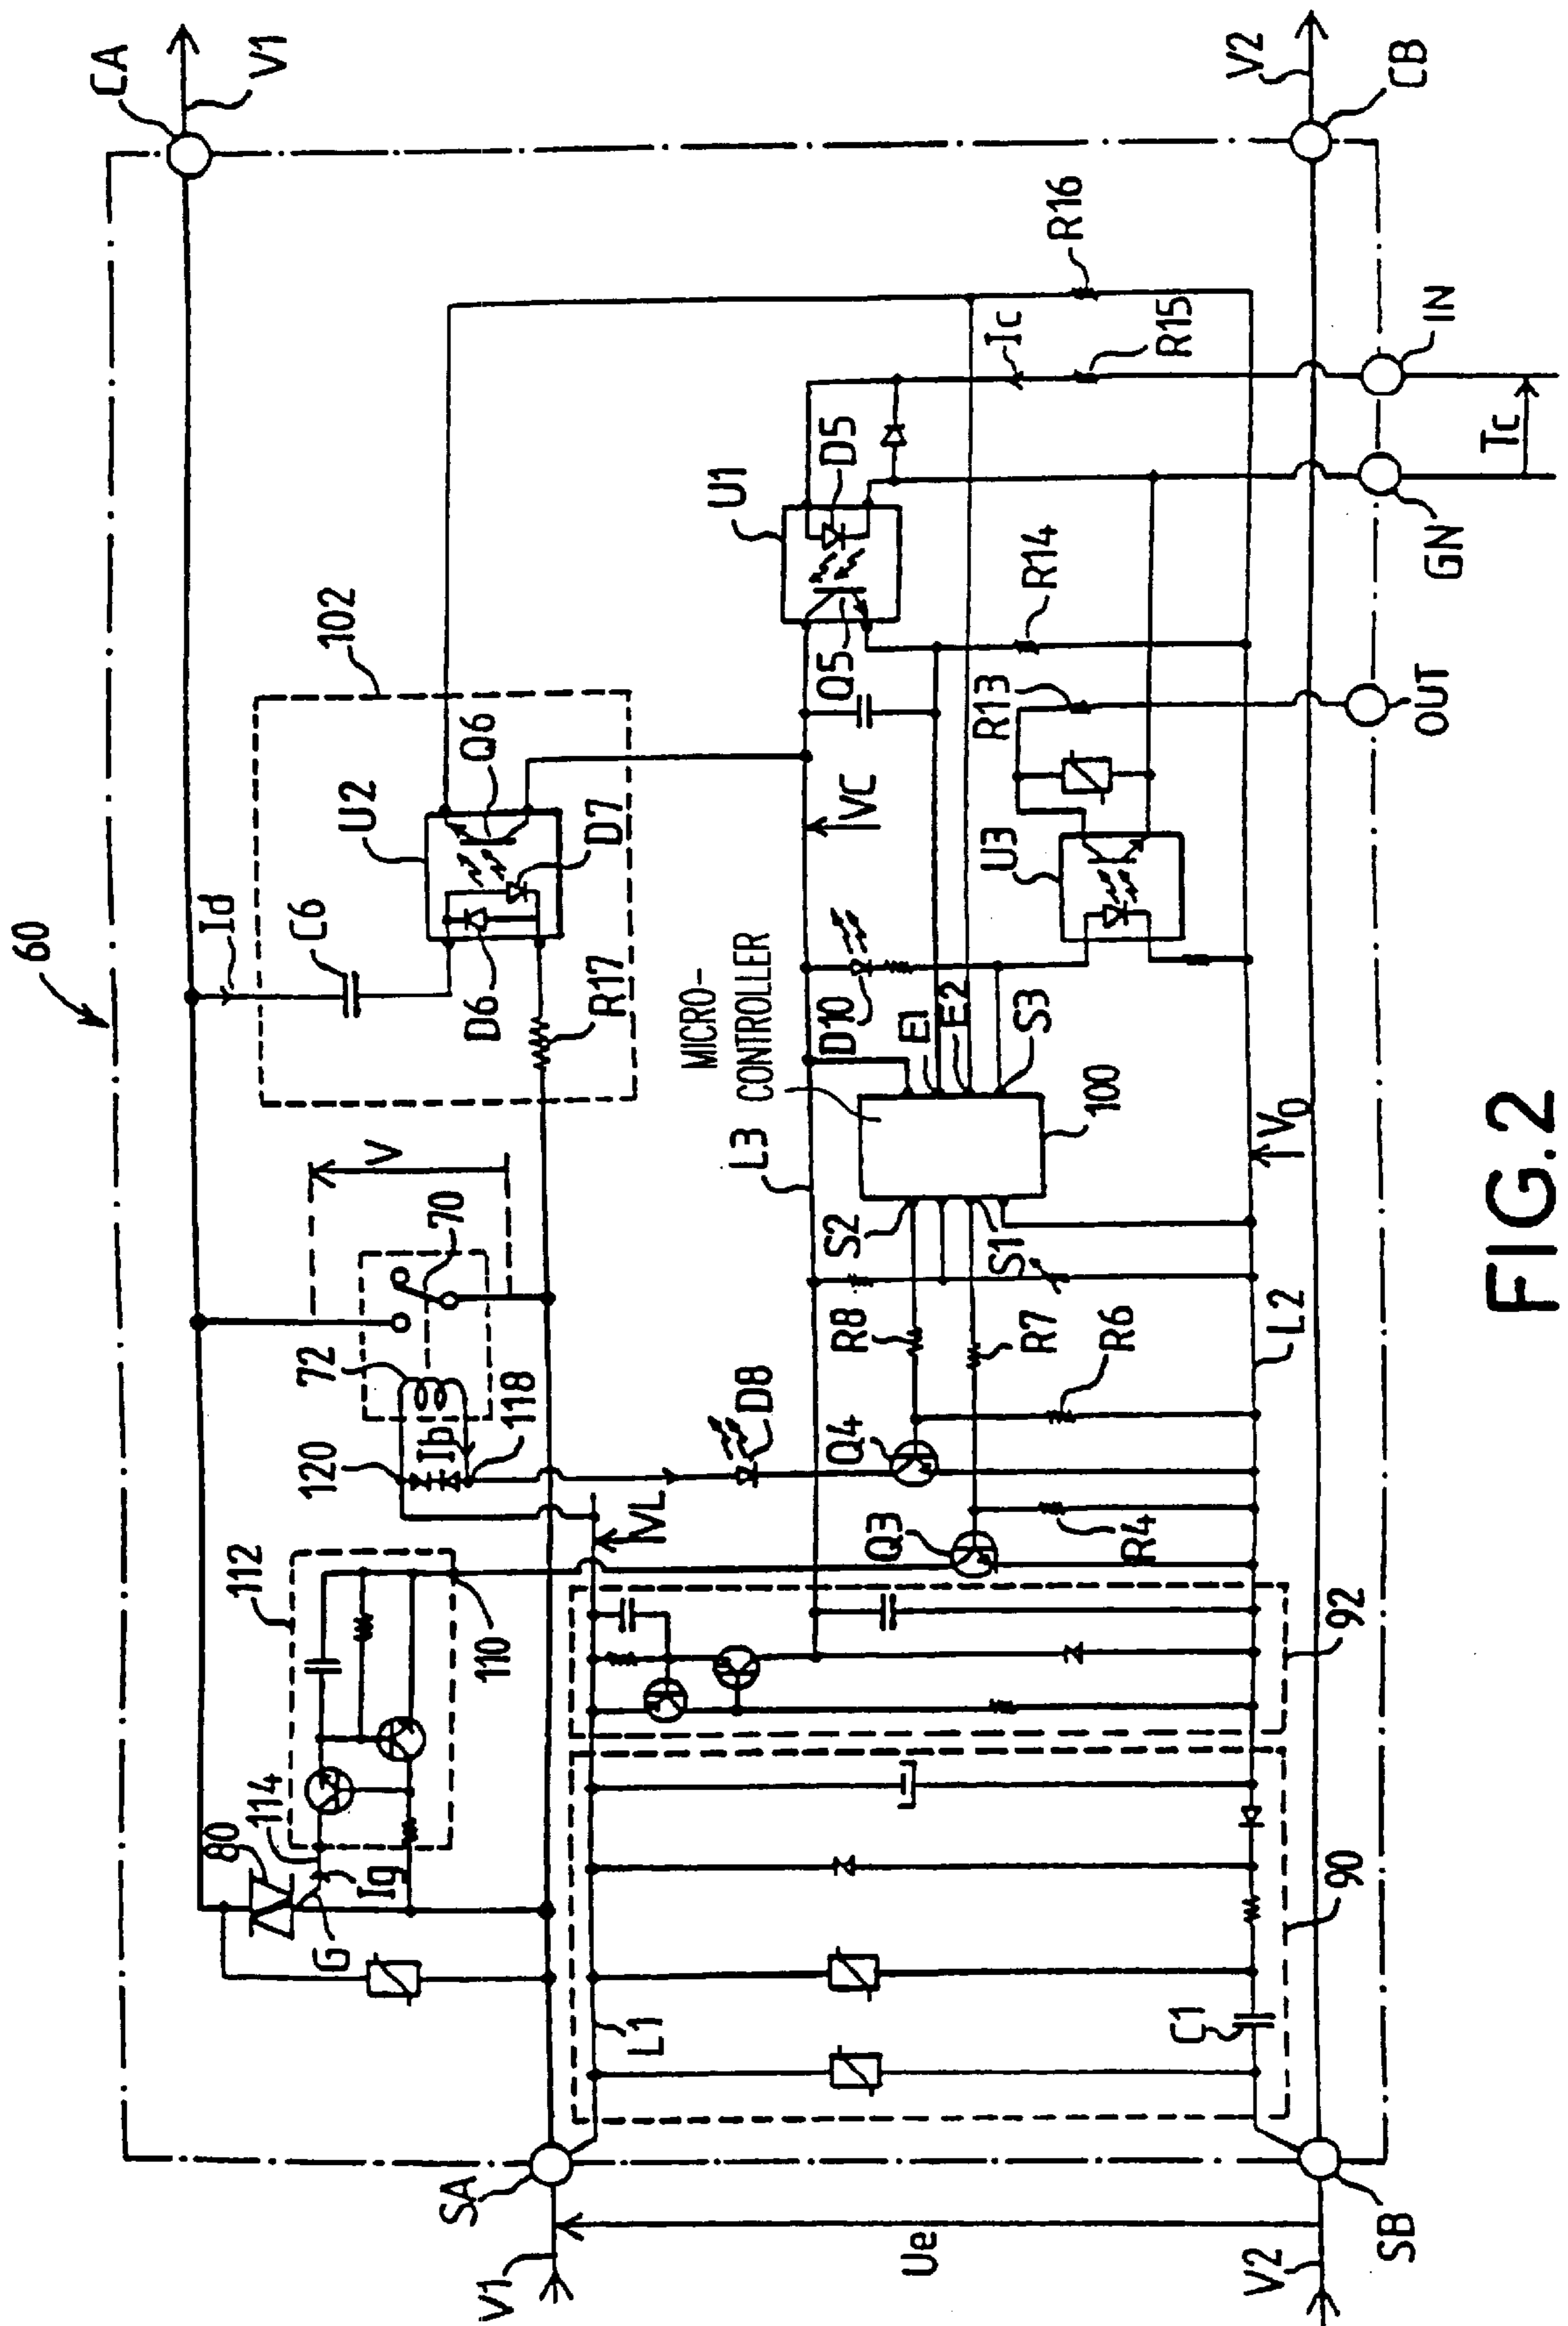 60
CA
V1
V2
CB
102
Id
C6
U2
Q6
D6
D7
R17
R16
Ic
R15
IN
U1
D5
Q5
R14
GN
Tc
R13
OUT
VC
U3
D10
MICRO-
CONTROLLER
E1
E2
S3
L3
100
V0
V
70
72
S2
S1
120
Ib
118
D8
R8
R7
R6
L2
Q4
VL
Q3
R4
112
110
92
114
80
Ig
G
90
L1
C1
SA
V1
Ue
V2
SB
FIG.2